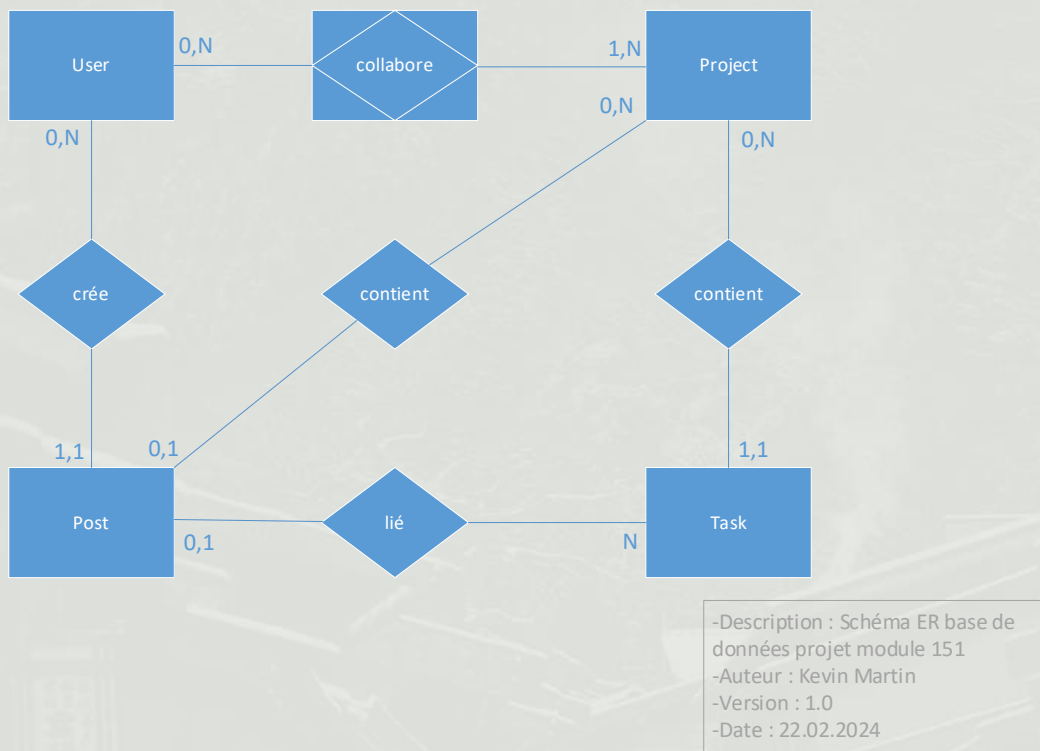 User
0,N
collabore
1,N
Project
0,N
0,N
0,N
crée
contient
contient
1,1
0,1
1,1
Post
0,1
lié
N
Task
-Description : Schéma ER base de
données projet module 151
-Auteur : Kevin Martin
-Version : 1.0
-Date : 22.02.2024